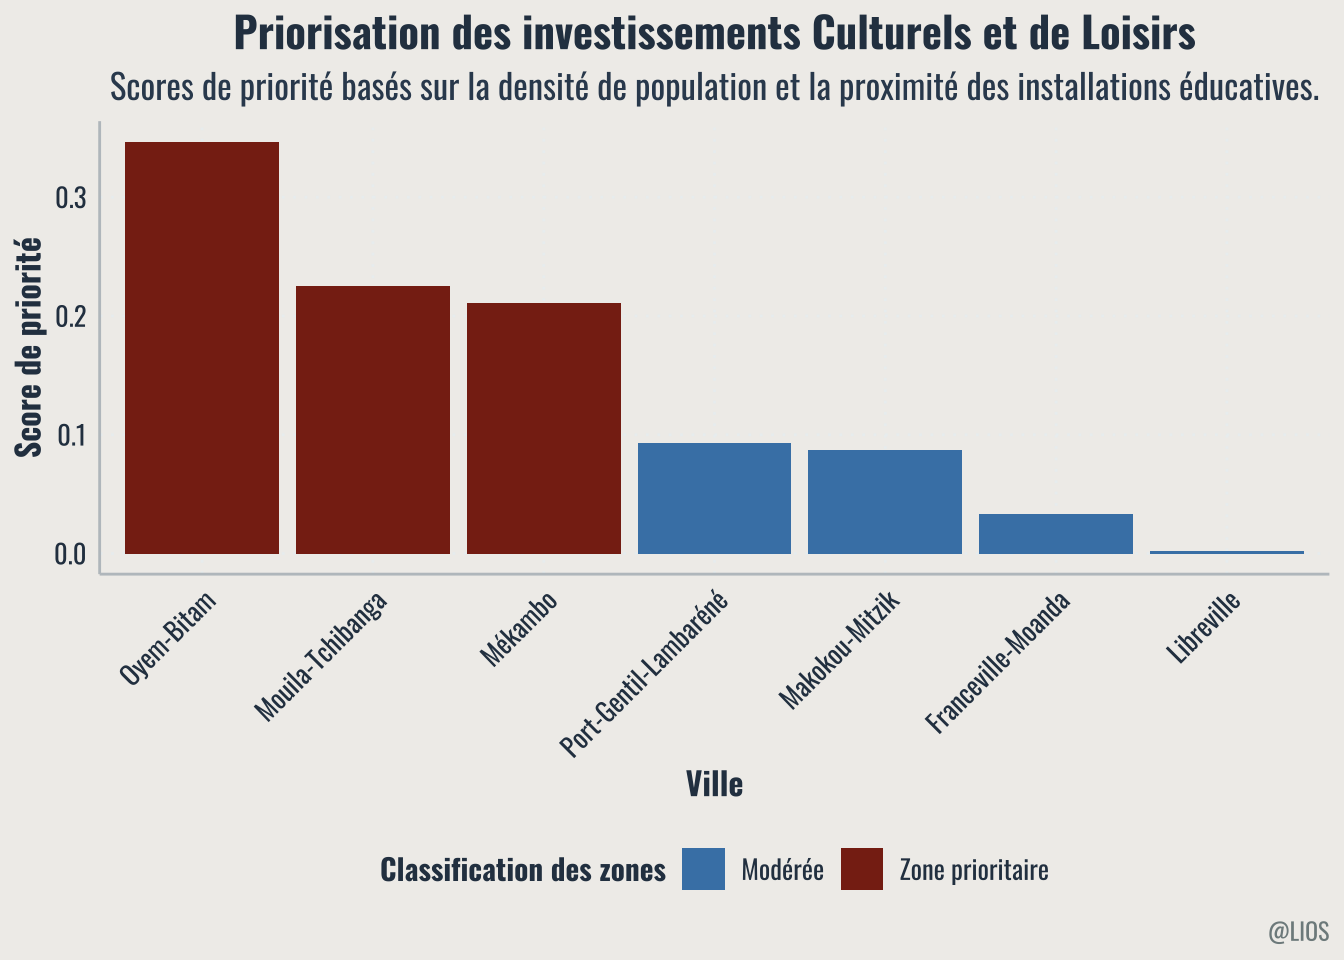 Priorisation des investissements Culturels et de Loisirs
Scores de priorité basés sur la densité de population et la proximité des installations éducatives.
Score de priorité
0.3
0.2
0.1
0.0
Oyem-Bitam
Mouila-Tchibanga
Mékambo
Port-Gentil-Lambaréné
Makokou-Mitzik
Franceville-Moanda
Libreville
Ville
Classification des zones Modérée Zone prioritaire
@LIOS